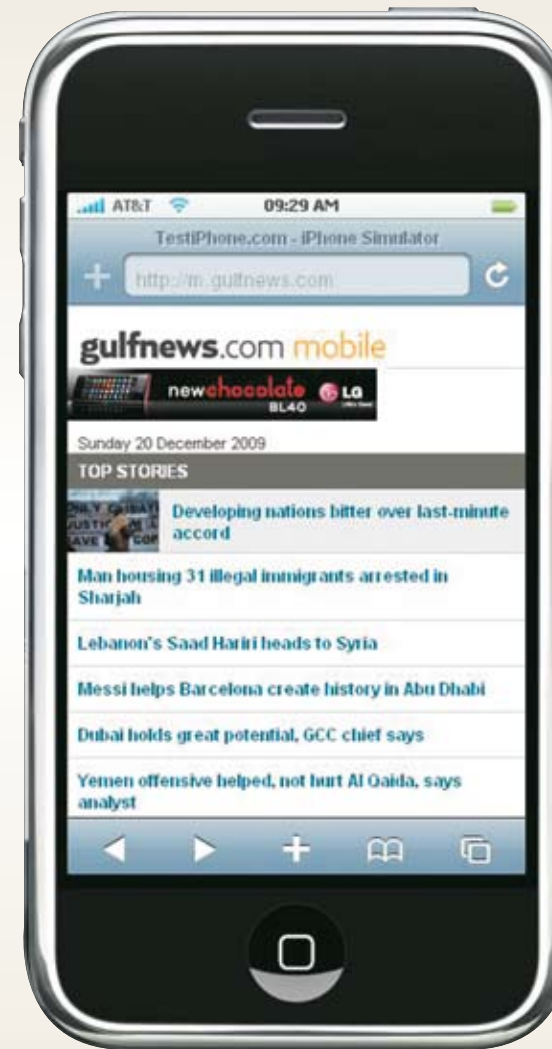 AT&T 09:29 AM
TestiPhone.com - iPhone Simulator
http://m.gulfnews.com
gulfnews.com mobile
newchocolate LG
BL40
Sunday 20 December 2009
TOP STORIES
Developing nations bitter over last-minute
accord
Man housing 31 illegal immigrants arrested in
Sharjah
Lebanon's Saad Hariri heads to Syria
Messi helps Barcelona create history in Abu Dhabi
Dubai holds great potential, GCC chief says
Yemen offensive helped, not hurt Al Qaida, says
analyst